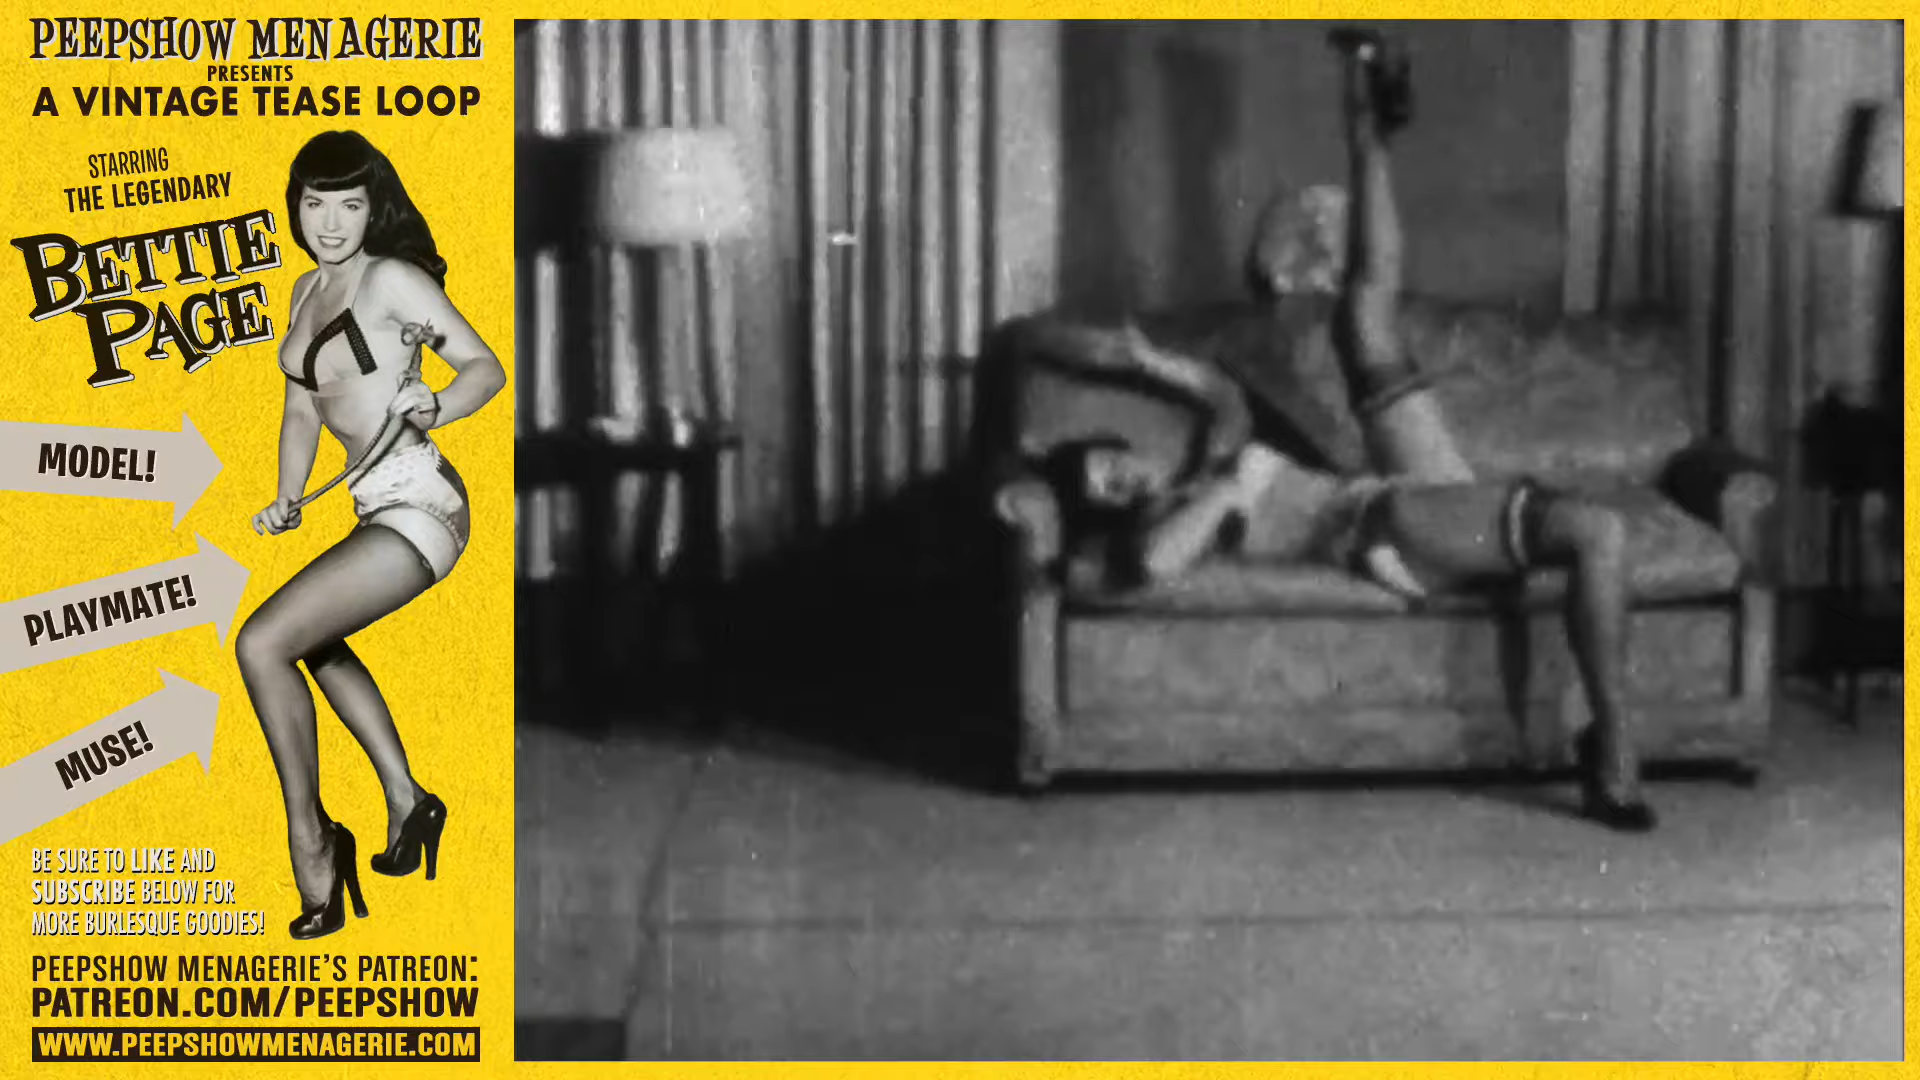 PEEPSHOW MENAGERIE
PRESENTS
A VINTAGE TEASE LOOP
STARRING
THE LEGENDARY
BETTIE
PAGE
MODEL!
PLAYMATE!
MUSE!
BE SURE TO LIKE AND
SUBSCRIBE BELOW FOR
MORE BURLESQUE GOODIES!
PEEPSHOW MENAGERIE'S PATREON:
PATREON.COM/PEEPSHOW
WWW.PEEPSHOWMENAGERIE.COM